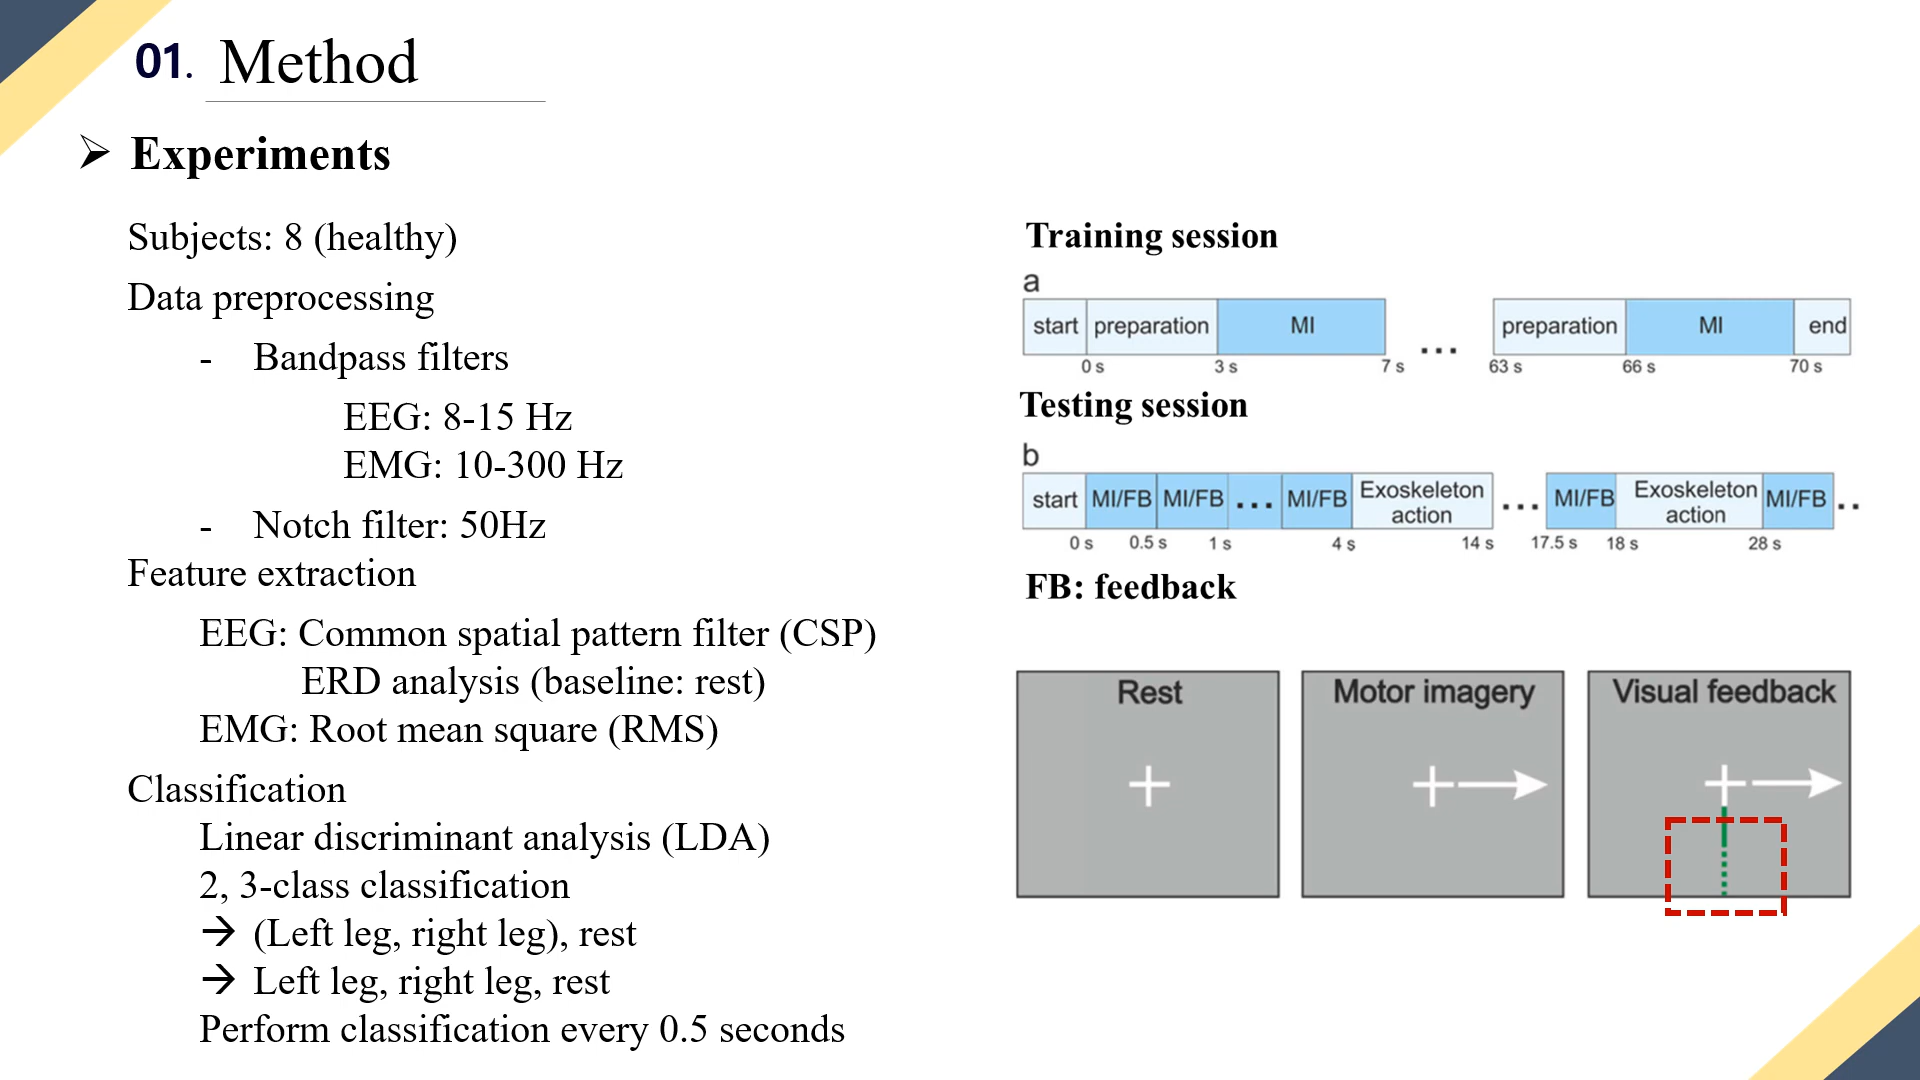 01. Method
➢ Experiments
Subjects: 8 (healthy)
Data preprocessing
- Bandpass filters
EEG: 8-15 Hz
EMG: 10-300 Hz
- Notch filter: 50Hz
Feature extraction
EEG: Common spatial pattern filter (CSP)
ERD analysis (baseline: rest)
EMG: Root mean square (RMS)
Classification
Linear discriminant analysis (LDA)
2, 3-class classification
→ (Left leg, right leg), rest
→ Left leg, right leg, rest
Perform classification every 0.5 seconds
Training session
a
start preparation MI ... preparation MI end
0 s 3 s 7 s 63 s 66 s 70 s
Testing session
b
start MI/FB MI/FB ... MI/FB Exoskeleton action ... MI/FB Exoskeleton action MI/FB ..
0 s 0.5 s 1 s 4 s 14 s 17.5 s 18 s 28 s
FB: feedback
Rest Motor imagery Visual feedback